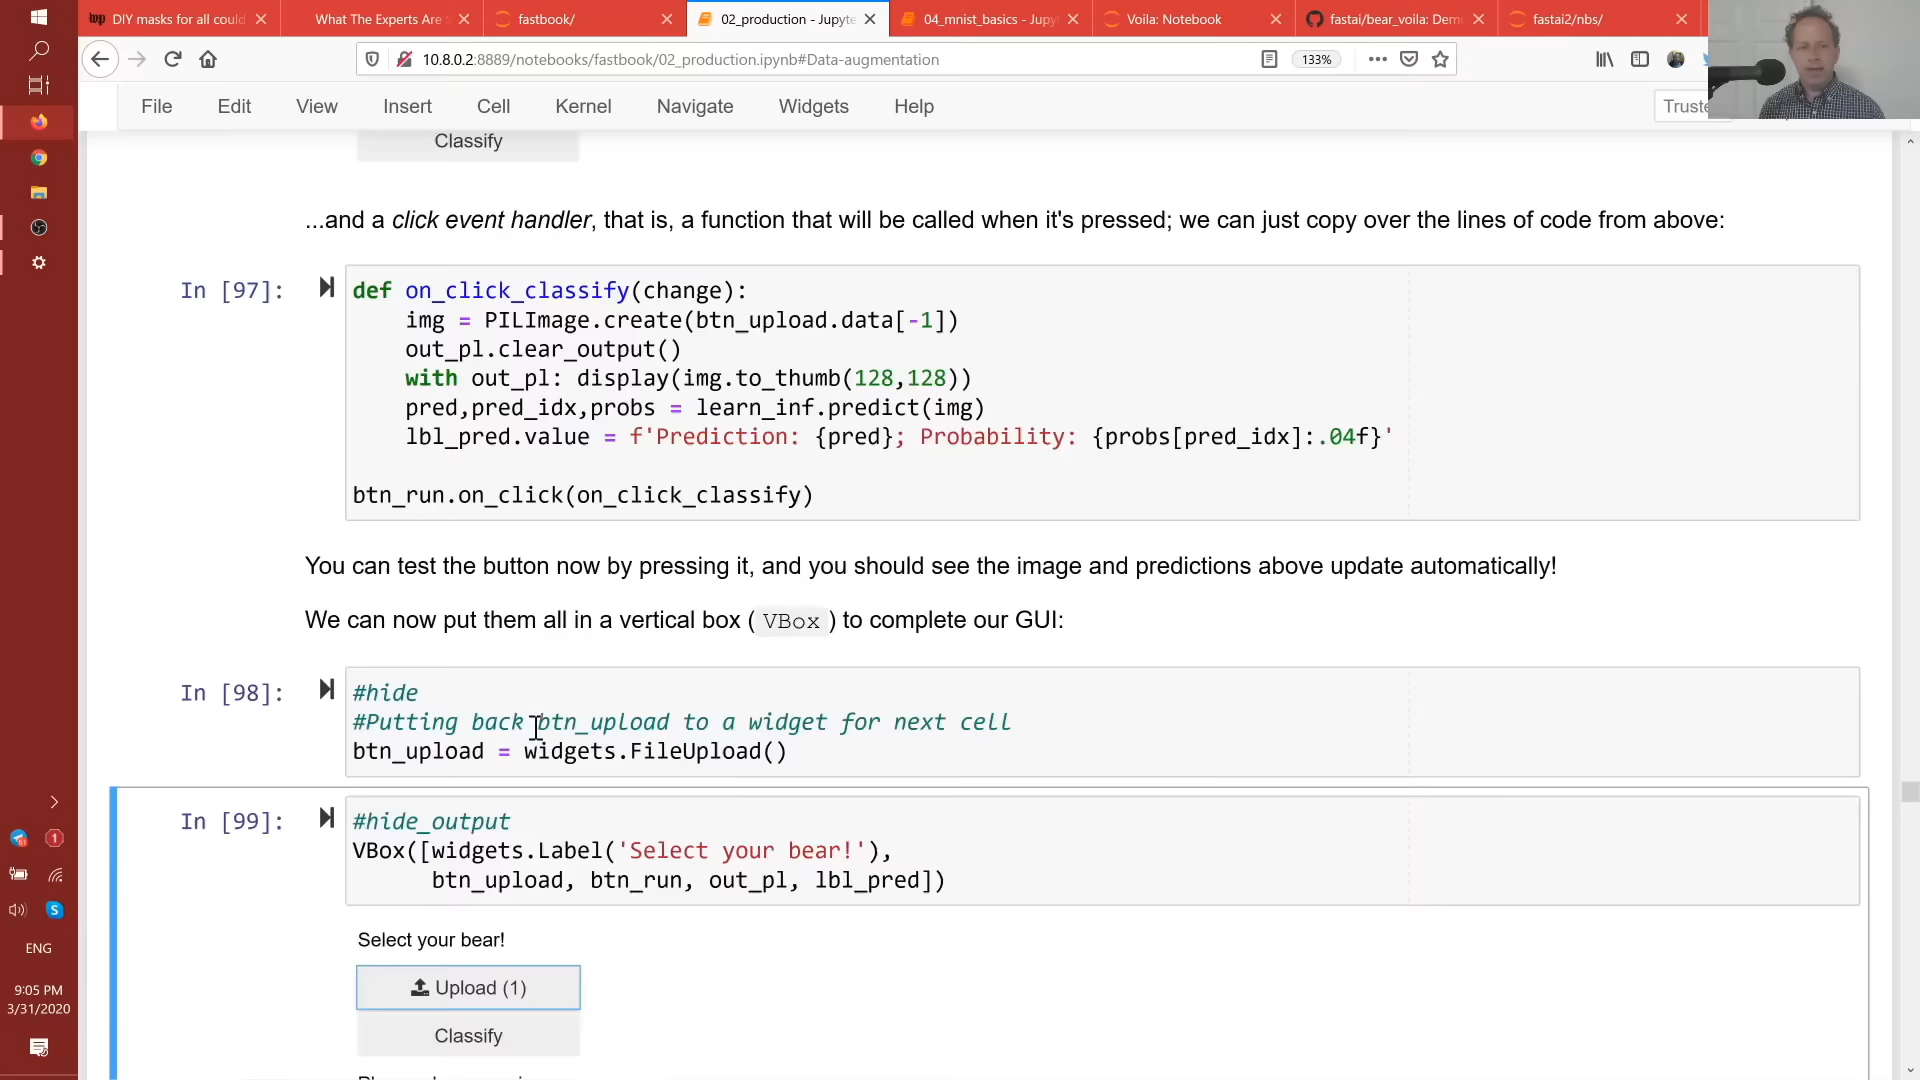 DIY masks for all could
What The Experts Are
fastbook/
02_production - Jupyte
04_mnist_basics - Jupy
Voila: Notebook
fastai/bear_voila: Dem
fastai2/nbs/
10.8.0.2:8889/notebooks/fastbook/02_production.ipynb#Data-augmentation
133%
File Edit View Insert Cell Kernel Navigate Widgets Help
Truste
Classify
...and a click event handler, that is, a function that will be called when it's pressed; we can just copy over the lines of code from above:
In [97]:
def on_click_classify(change):
    img = PILImage.create(btn_upload.data[-1])
    out_pl.clear_output()
    with out_pl: display(img.to_thumb(128,128))
    pred,pred_idx,probs = learn_inf.predict(img)
    lbl_pred.value = f'Prediction: {pred}; Probability: {probs[pred_idx]:.04f}'
btn_run.on_click(on_click_classify)
You can test the button now by pressing it, and you should see the image and predictions above update automatically!
We can now put them all in a vertical box ( VBox ) to complete our GUI:
In [98]:
#hide
#Putting back btn_upload to a widget for next cell
btn_upload = widgets.FileUpload()
In [99]:
#hide_output
VBox([widgets.Label('Select your bear!'),
      btn_upload, btn_run, out_pl, lbl_pred])
Select your bear!
Upload (1)
Classify
ENG
9:05 PM
3/31/2020